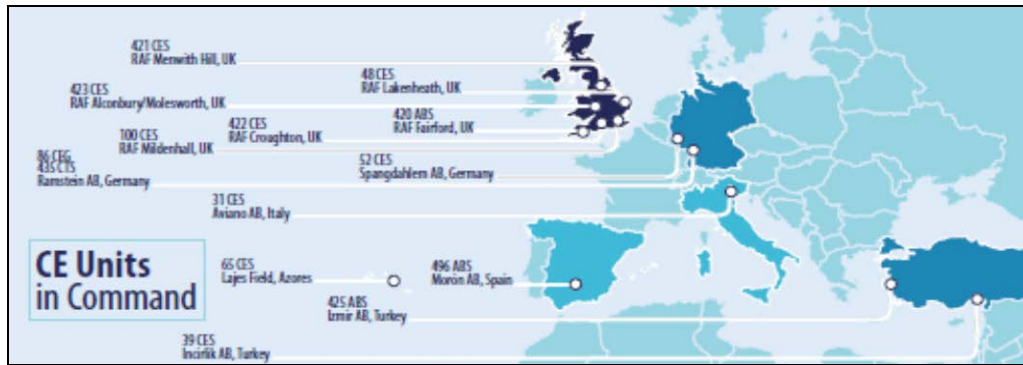 421 CES
RAF Menwith Hill, UK
48 CES
RAF Lakenheath, UK
423 CES
RAF Alconbury/Molesworth, UK
420 ABS
RAF Fairford, UK
422 CES
RAF Croughton, UK
100 CES
RAF Mildenhall, UK
86 CEG
435 CTS
Ramstein AB, Germany
52 CES
Spangdahlem AB, Germany
31 CES
Aviano AB, Italy
CE Units
in Command
65 CES
Lajes Field, Azores
496 ABS
Morón AB, Spain
425 ABS
Izmir AB, Turkey
39 CES
Incirlik AB, Turkey